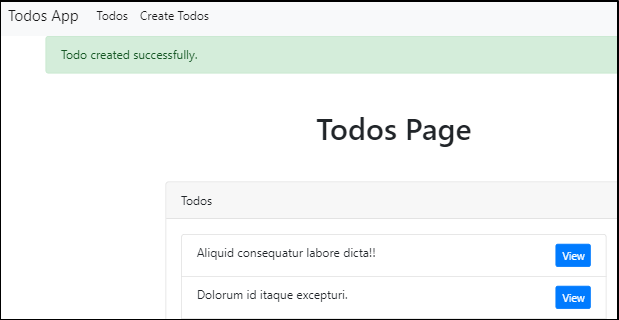 Todos App Todos Create Todos
Todo created successfully.
Todos Page
Todos
Aliquid consequatur labore dicta!! View
Dolorum id itaque excepturi. View